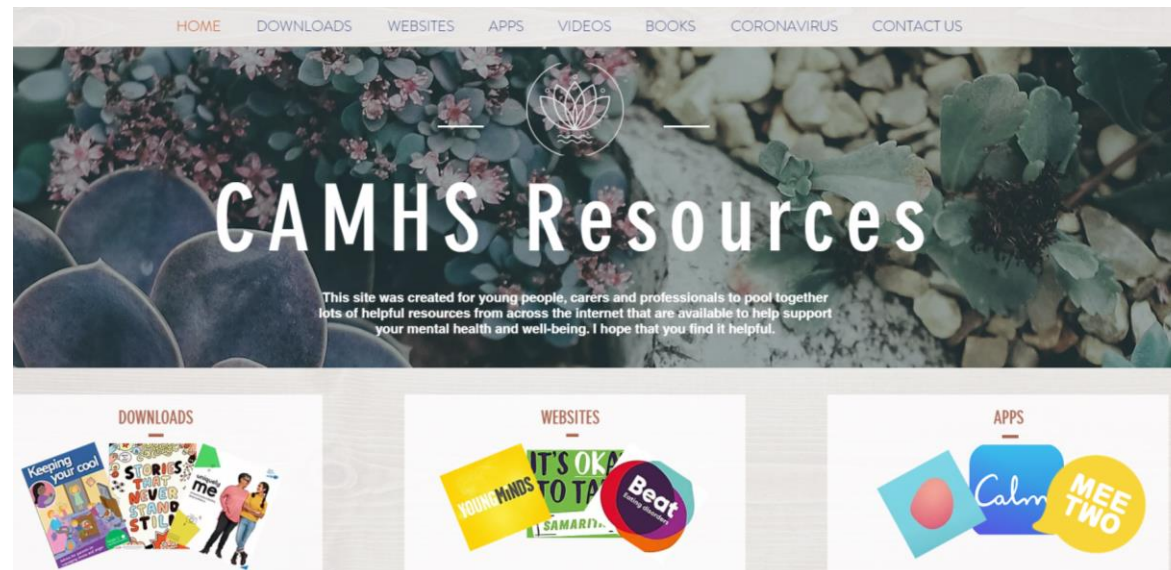 HOME DOWNLOADS WEBSITES APPS VIDEOS BOOKS CORONAVIRUS CONTACT US
CAMHS Resources
This site was created for young people, carers and professionals to pool together
lots of helpful resources from across the internet that are available to help support
your mental health and well-being. I hope that you find it helpful.
DOWNLOADS
Keeping
your cool
STORIES
THAT
NEVER
STAND
STILL
uniquely
me
WEBSITES
YOUNGMINDS
IT'S OKA
TO TA
SAMARI
Beat
Eating disorders
APPS
Calm
MEE
TWO